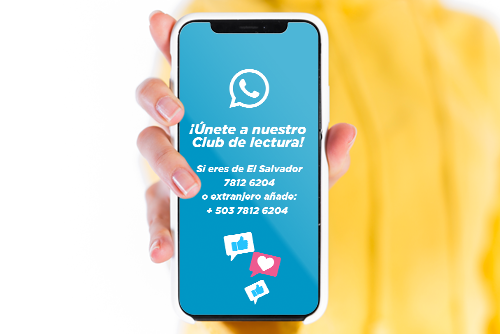 ¡Únete a nuestro
Club de lectura!
Si eres de El Salvador
7812 6204
o extranjero añade:
+ 503 7812 6204